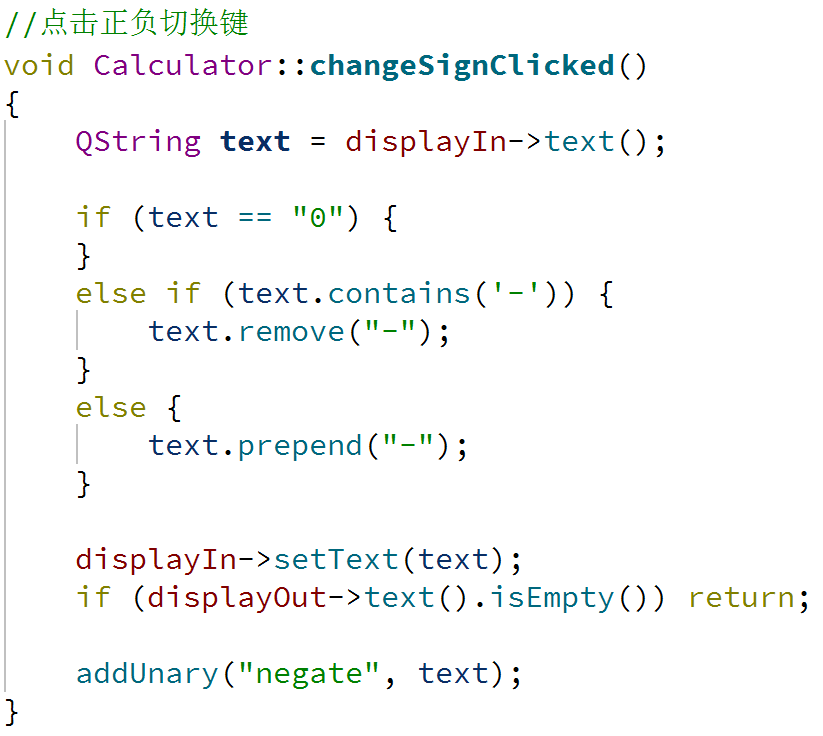 //点击正负切换键
void Calculator::changeSignClicked()
{
    QString text = displayIn->text();

    if (text == "0") {
    }
    else if (text.contains('-')) {
        text.remove("-");
    }
    else {
        text.prepend("-");
    }

    displayIn->setText(text);
    if (displayOut->text().isEmpty()) return;

    addUnary("negate", text);
}